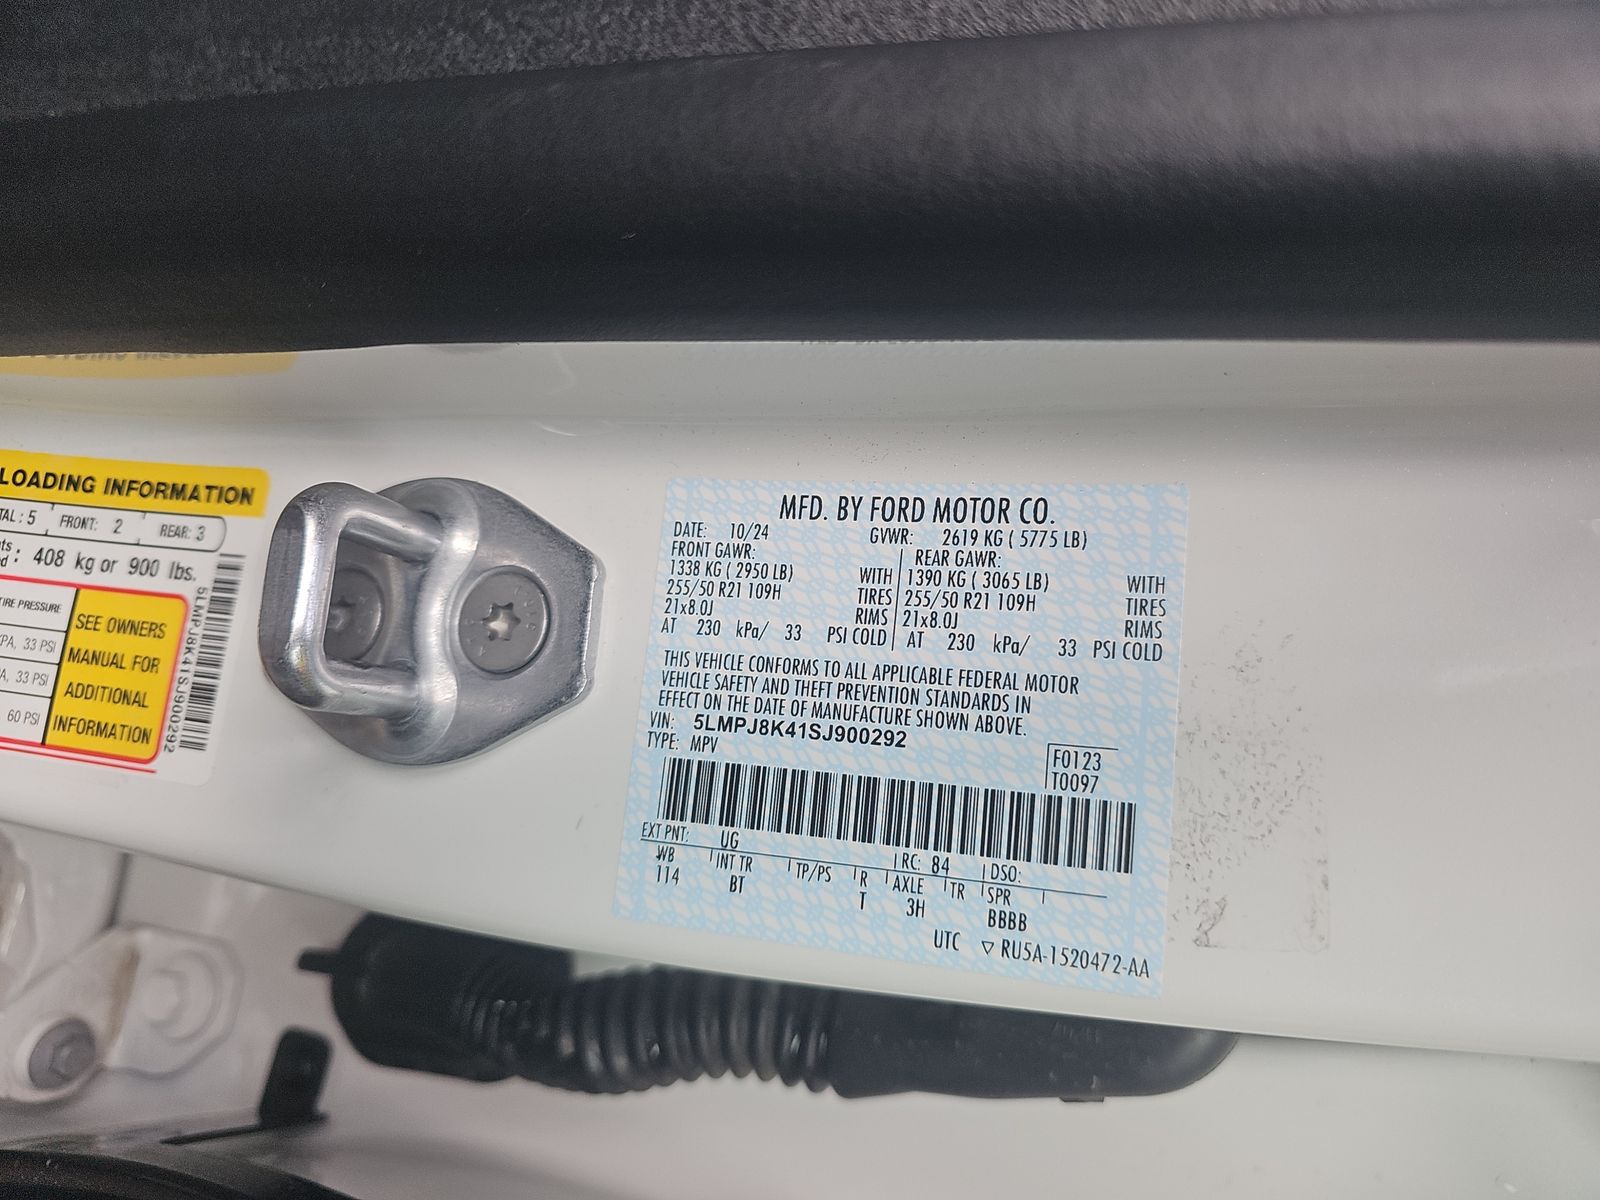 LOADING INFORMATION
TAL: 5 FRONT: 2 REAR: 3
408 kg or 900 lbs.
TIRE PRESSURE
PA, 33 PSI
A, 33 PSI
60 PSI
SEE OWNERS
MANUAL FOR
ADDITIONAL
INFORMATION
5LMPJ8K41SJ900292
MFD. BY FORD MOTOR CO.
DATE: 10/24 GVWR: 2619 KG ( 5775 LB)
FRONT GAWR: REAR GAWR:
1338 KG ( 2950 LB) WITH 1390 KG ( 3065 LB) WITH
255/50 R21 109H TIRES 255/50 R21 109H TIRES
21x8.0J RIMS 21x8.0J RIMS
AT 230 kPa/ 33 PSI COLD AT 230 kPa/ 33 PSI COLD
THIS VEHICLE CONFORMS TO ALL APPLICABLE FEDERAL MOTOR
VEHICLE SAFETY AND THEFT PREVENTION STANDARDS IN
EFFECT ON THE DATE OF MANUFACTURE SHOWN ABOVE.
VIN: 5LMPJ8K41SJ900292
TYPE: MPV
F0123
T0097
EXT PNT: UG RC: 84 DSO:
WB INT TR TP/PS R AXLE TR SPR
114 BT T 3H BBBB
UTC ▽ RU5A-1520472-AA